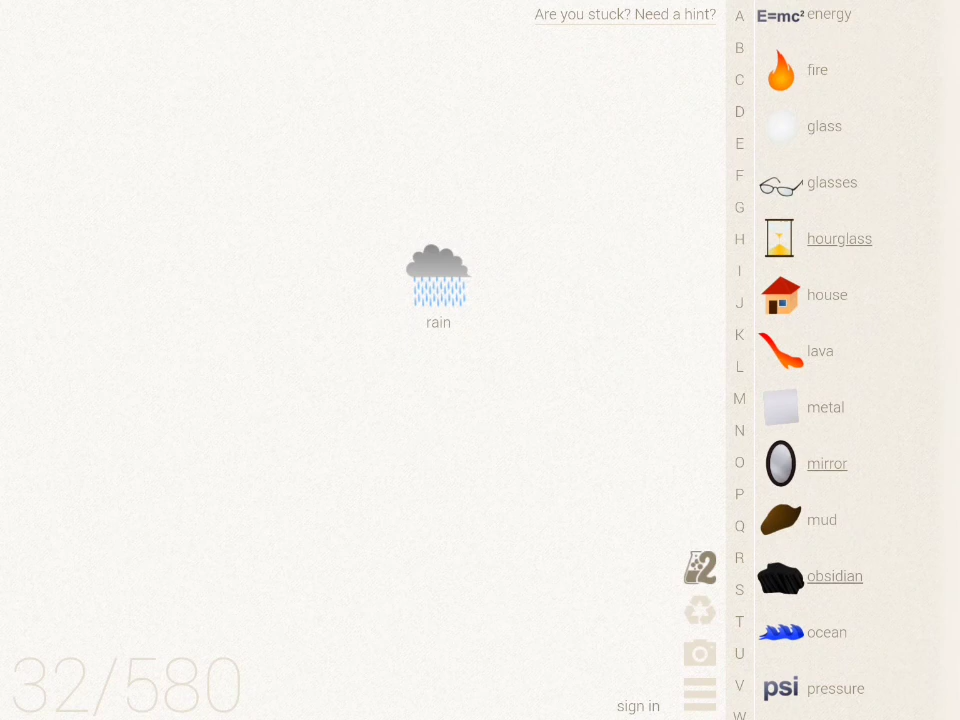 Are you stuck? Need a hint?
rain
32/580
sign in
2
A
B
C
D
E
F
G
H
I
J
K
L
M
N
O
P
Q
R
S
T
U
V
W
E=mc² energy
fire
glass
glasses
hourglass
house
lava
metal
mirror
mud
obsidian
ocean
psi pressure